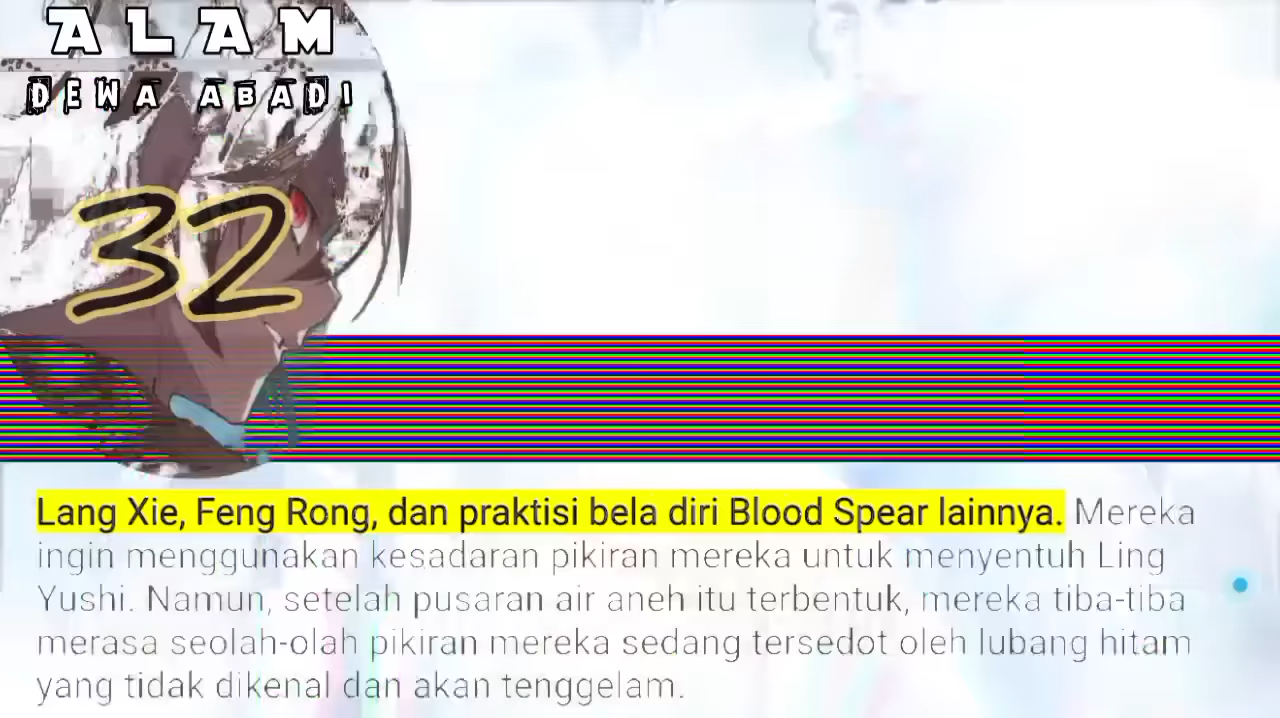 ALAM
DEWA ABADI
32
Lang Xie, Feng Rong, dan praktisi bela diri Blood Spear lainnya. Mereka
ingin menggunakan kesadaran pikiran mereka untuk menyentuh Ling
Yushi. Namun, setelah pusaran air aneh itu terbentuk, mereka tiba-tiba
merasa seolah-olah pikiran mereka sedang tersedot oleh lubang hitam
yang tidak dikenal dan akan tenggelam.